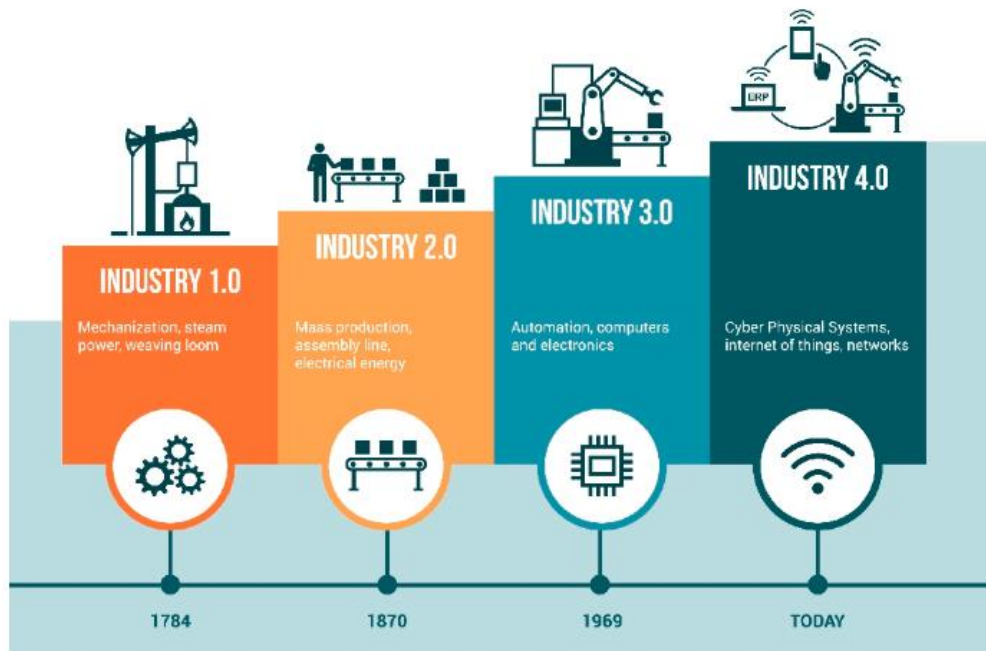 ERP
INDUSTRY 1.0
Mechanization, steam
power, weaving loom
INDUSTRY 2.0
Mass production,
assembly line,
electrical energy
INDUSTRY 3.0
Automation, computers
and electronics
INDUSTRY 4.0
Cyber Physical Systems,
internet of things, networks
1784
1870
1969
TODAY